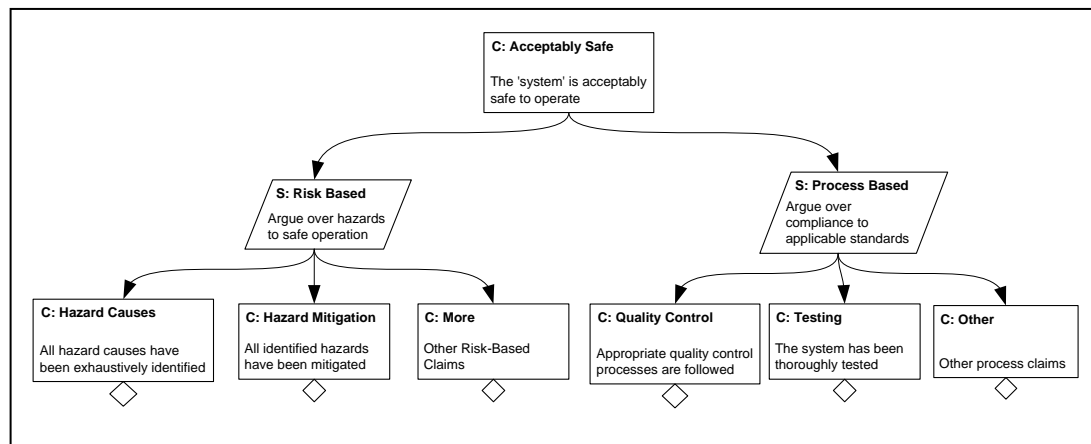 C: Acceptably Safe
The 'system' is acceptably
safe to operate
S: Risk Based
Argue over hazards
to safe operation
S: Process Based
Argue over
compliance to
applicable standards
C: Hazard Causes
All hazard causes have
been exhaustively identified
C: Hazard Mitigation
All identified hazards
have been mitigated
C: More
Other Risk-Based
Claims
C: Quality Control
Appropriate quality control
processes are followed
C: Testing
The system has been
thoroughly tested
C: Other
Other process claims